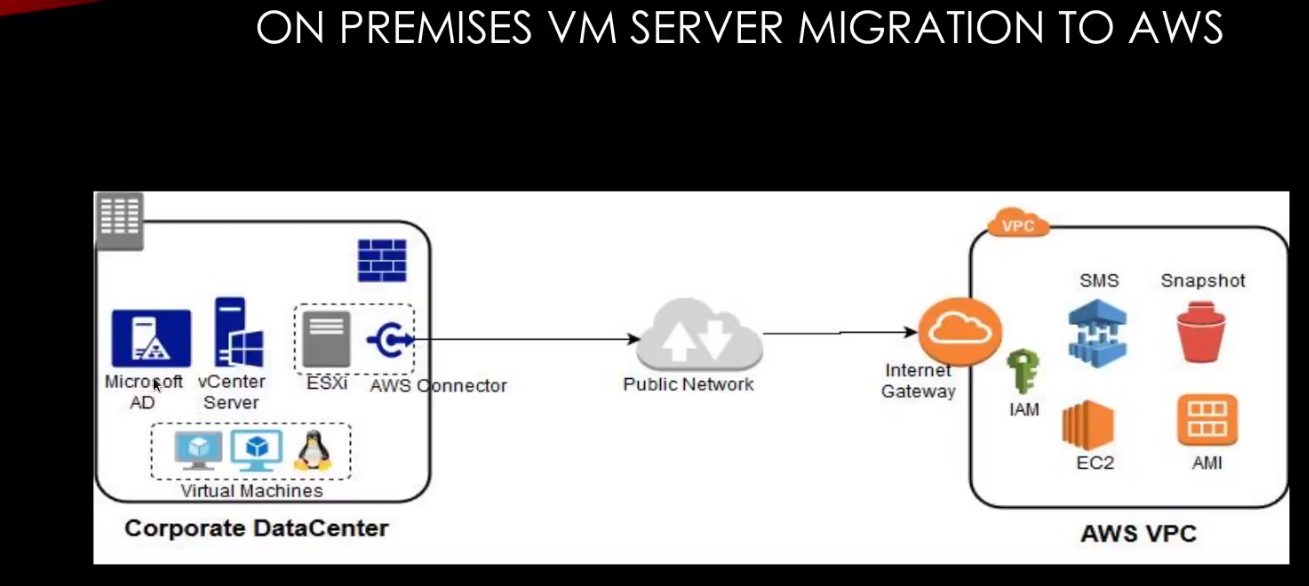 ON PREMISES VM SERVER MIGRATION TO AWS
VPC
SMS
Snapshot
Microsoft
AD
vCenter
Server
ESXi
AWS Connector
Public Network
Internet
Gateway
IAM
EC2
AMI
Virtual Machines
Corporate DataCenter
AWS VPC